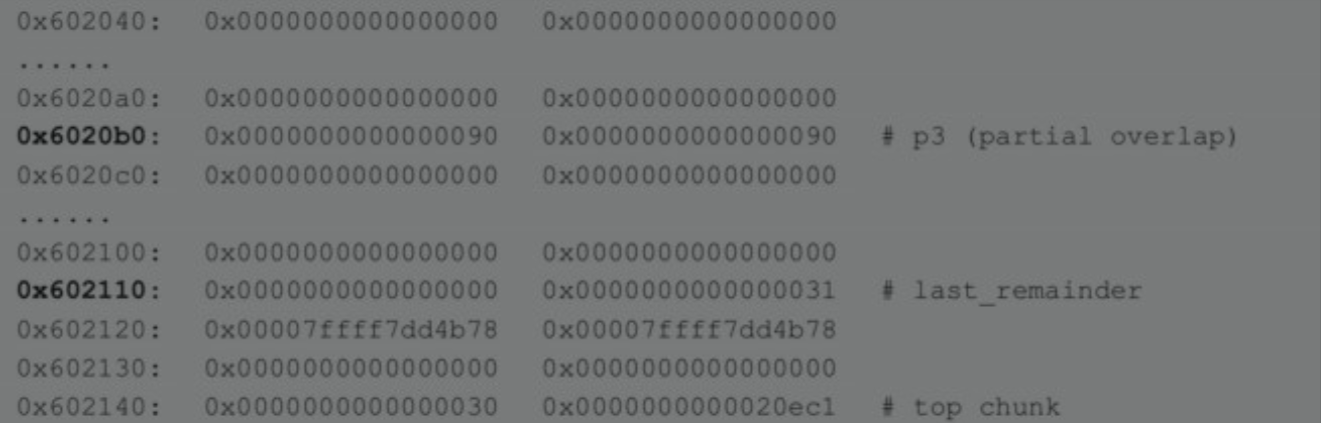 0x602040: 0x0000000000000000 0x0000000000000000
......
0x6020a0: 0x0000000000000000 0x0000000000000000
0x6020b0: 0x0000000000000090 0x0000000000000090 # p3 (partial overlap)
0x6020c0: 0x0000000000000000 0x0000000000000000
......
0x602100: 0x0000000000000000 0x0000000000000000
0x602110: 0x0000000000000000 0x0000000000000031 # last_remainder
0x602120: 0x00007ffff7dd4b78 0x00007ffff7dd4b78
0x602130: 0x0000000000000000 0x0000000000000000
0x602140: 0x0000000000000030 0x0000000000020ec1 # top chunk